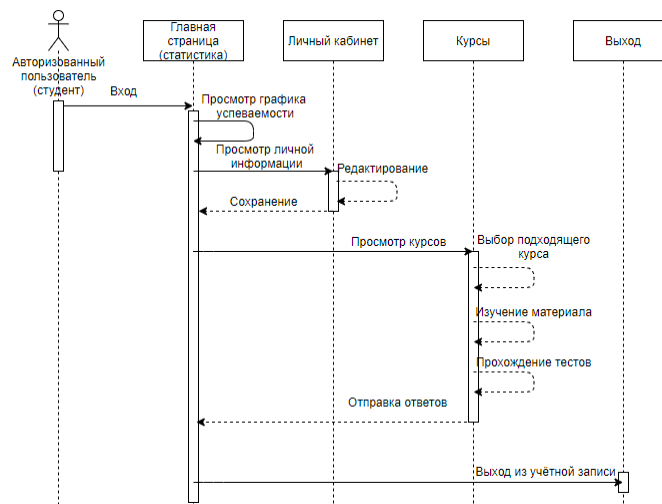 Авторизованный
пользователь
(студент)
Главная
страница
(статистика)
Личный кабинет
Курсы
Выход
Вход
Просмотр графика
успеваемости
Просмотр личной
информации
Редактирование
Сохранение
Просмотр курсов
Выбор подходящего
курса
Изучение материала
Прохождение тестов
Отправка ответов
Выход из учётной записи